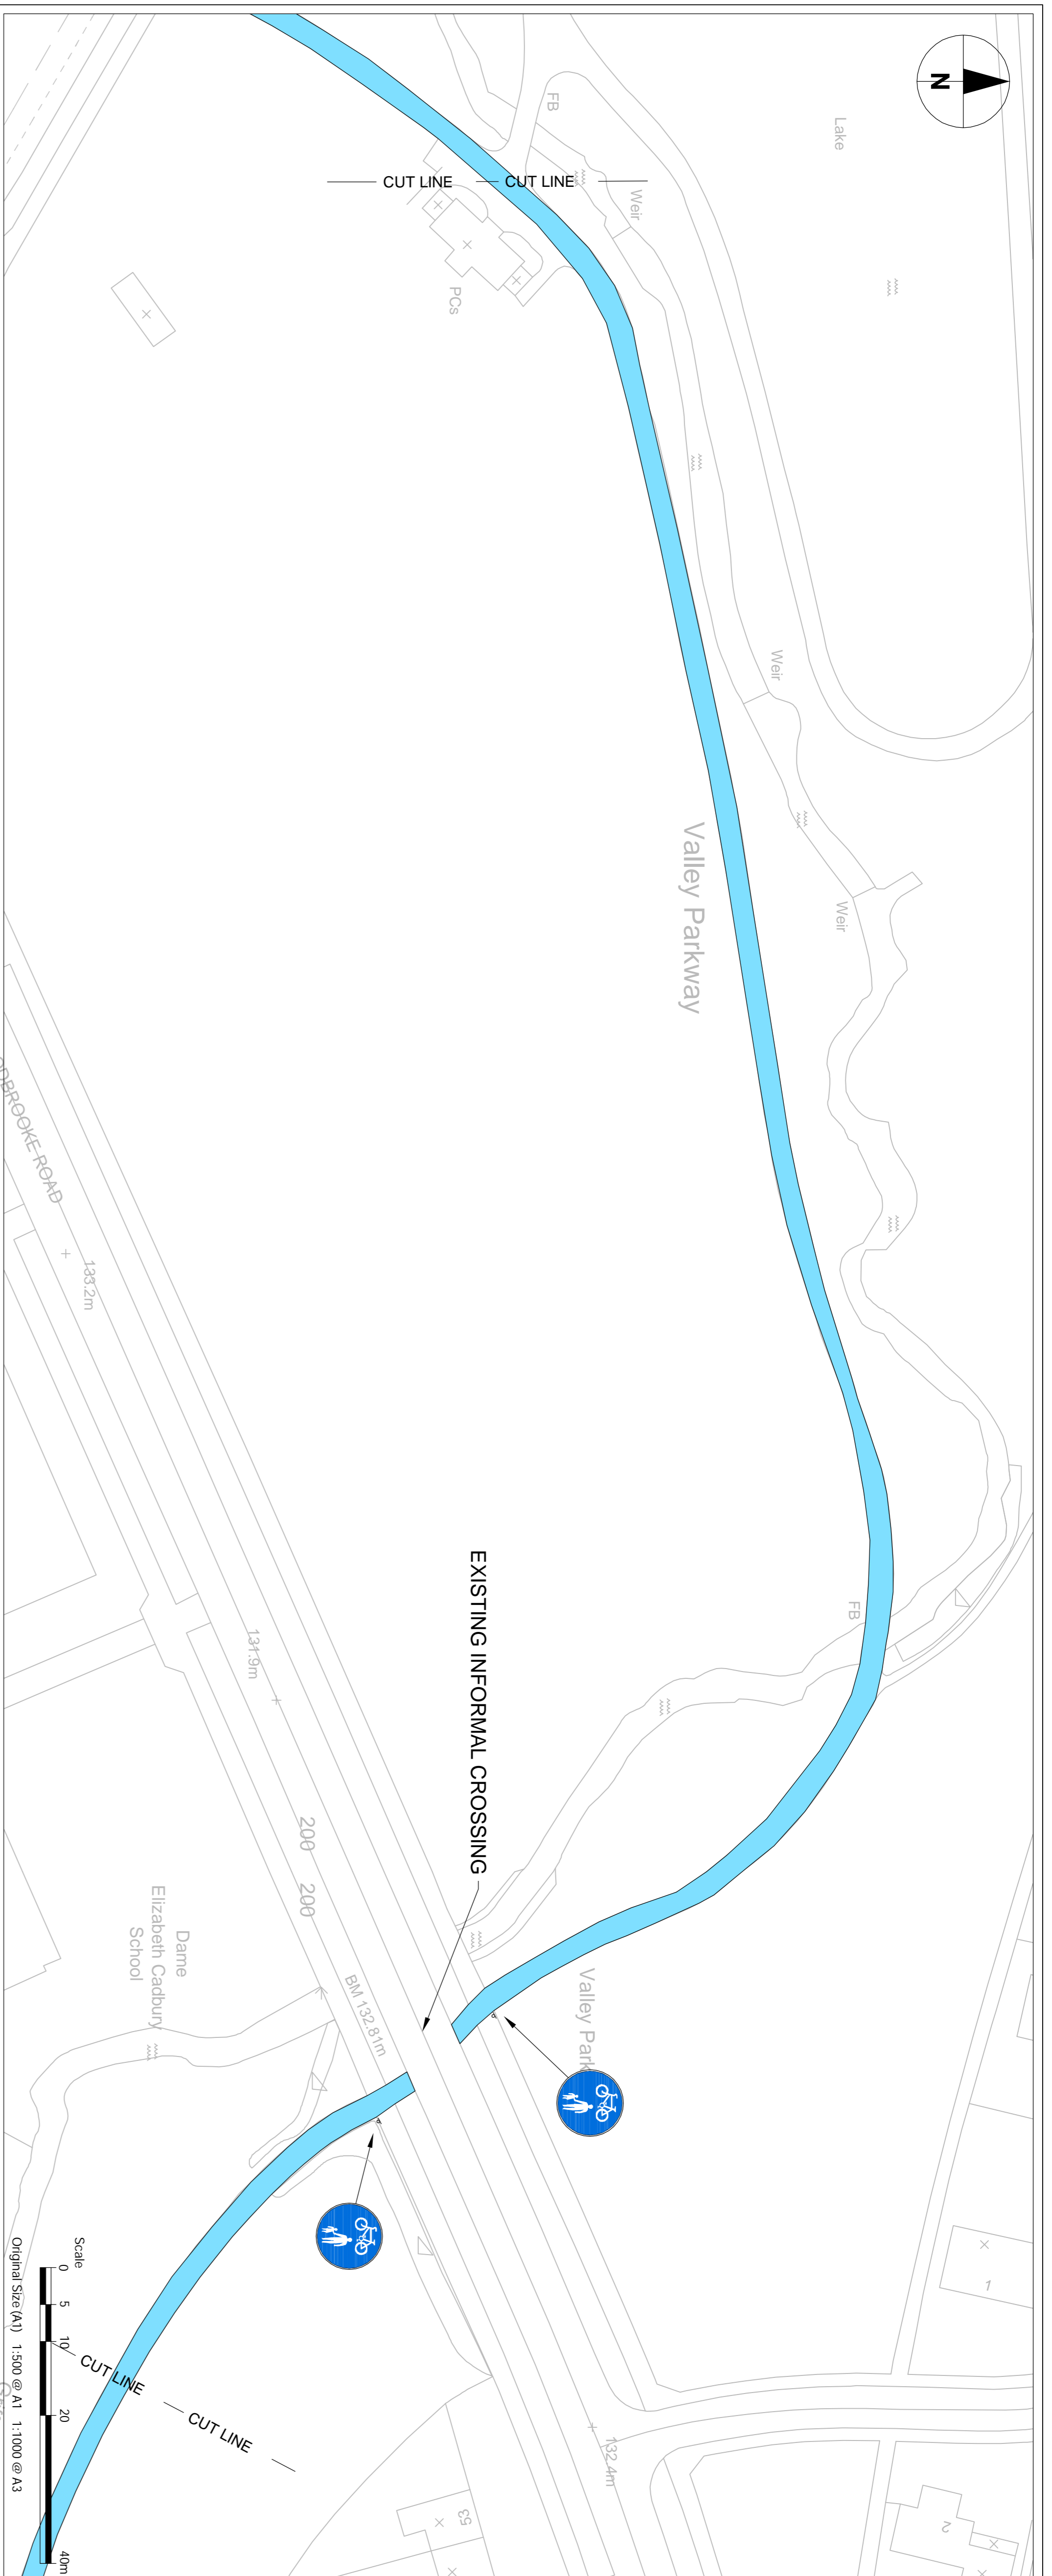 N
Lake
FB
CUT LINE
CUT LINE
Weir
PCs
Weir
Valley Parkway
Weir
DBROOKE ROAD
133.2m
EXISTING INFORMAL CROSSING
FB
131.9m
200 200
Dame
Elizabeth Cadbury
School
BM 132.81m
Valley Park
1
Scale
0 5 10 20 40m
Original Size (A1) 1:500 @ A1 1:1000 @ A3
CUT LINE
CUT LINE
132.4m
53
2